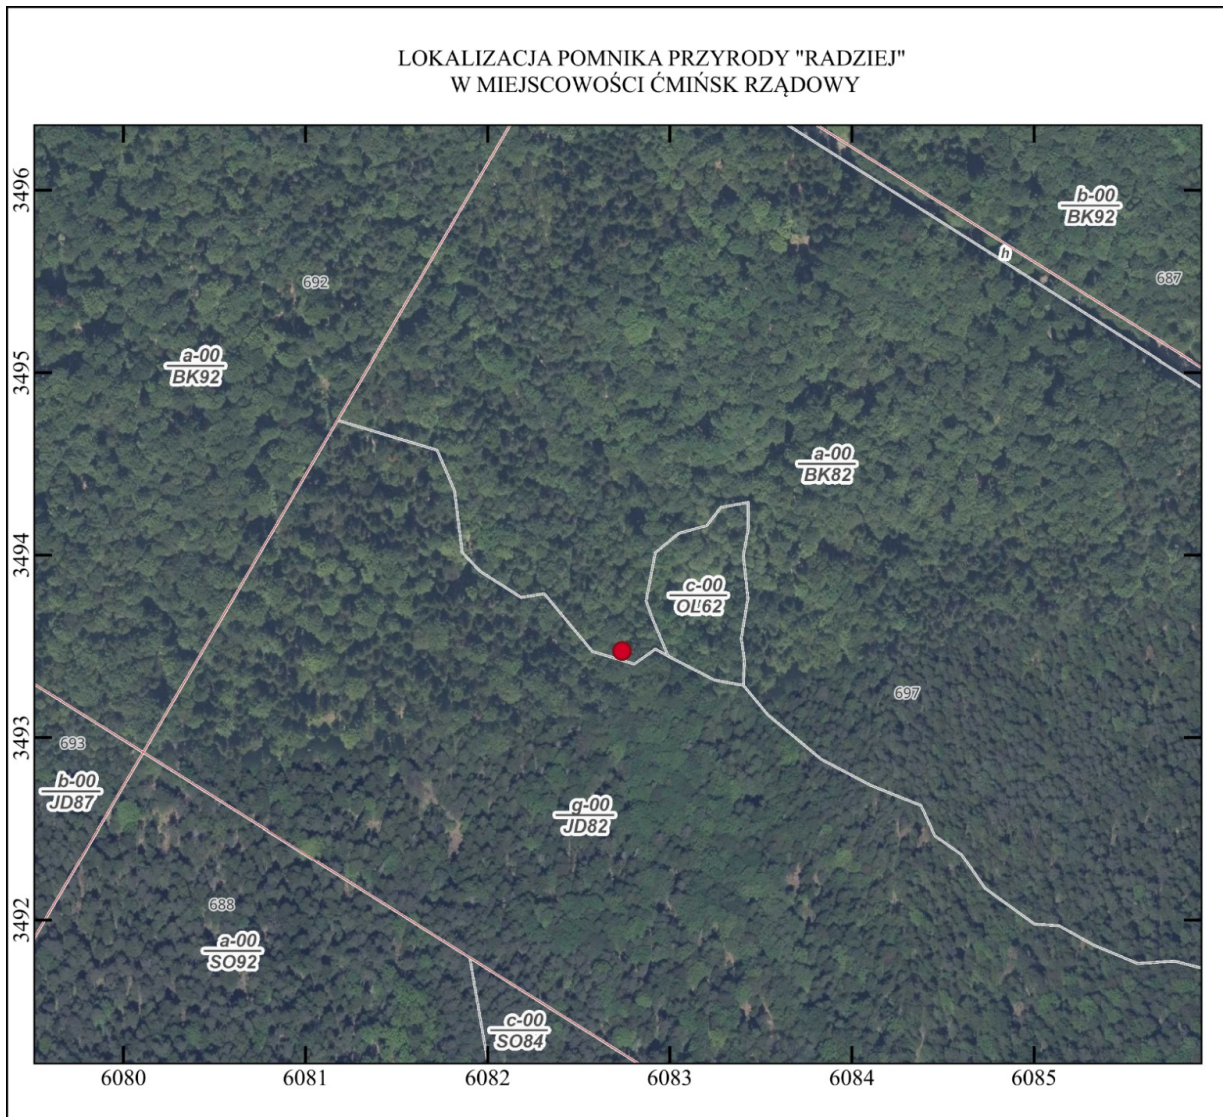 LOKALIZACJA POMNIKA PRZYRODY "RADZIEJ"
W MIEJSCOWOŚCI ĆMIŃSK RZĄDOWY
3496
b-00
BK92
h
687
692
a-00
BK92
3495
a-00
BK82
3494
c-00
OL62
697
3493
693
b-00
JD87
g-00
JD82
688
3492
a-00
SO92
c-00
SO84
6080
6081
6082
6083
6084
6085